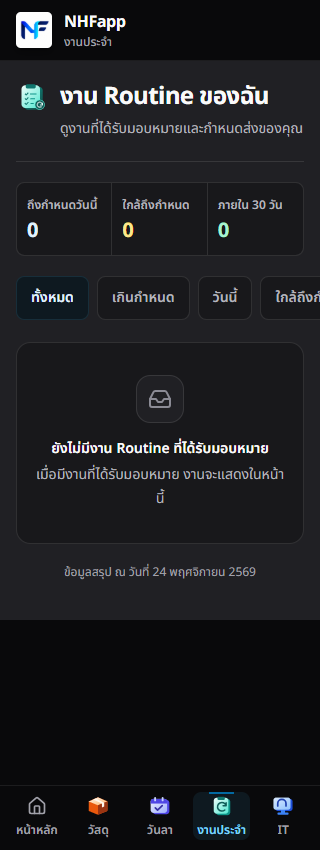 NHFapp
งานประจำ
งาน Routine ของฉัน
ดูงานที่ได้รับมอบหมายและกำหนดส่งของคุณ
ถึงกำหนดวันนี้
ใกล้ถึงกำหนด
ภายใน 30 วัน
0
0
0
ทั้งหมด
เกินกำหนด
วันนี้
ใกล้ถึงก
ยังไม่มีงาน Routine ที่ได้รับมอบหมาย
เมื่อมีงานที่ได้รับมอบหมาย งานจะแสดงในหน้า
นี้
ข้อมูลสรุป ณ วันที่ 24 พฤศจิกายน 2569
หน้าหลัก
วัสดุ
วันลา
งานประจำ
IT